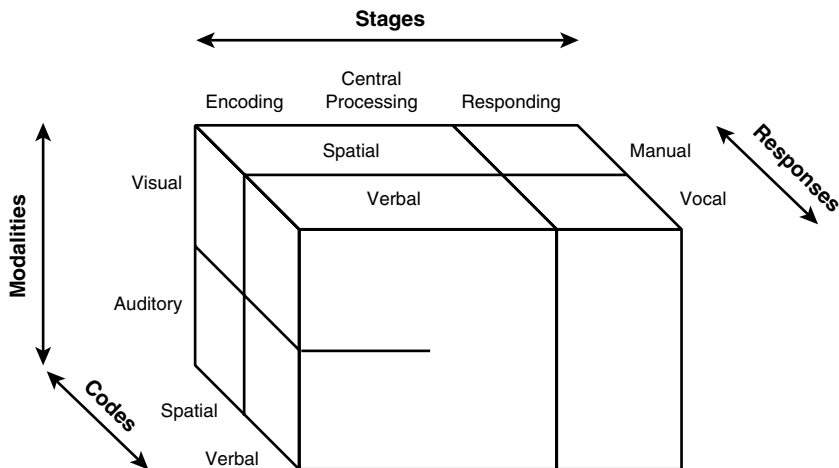 Stages
Central
Encoding Processing Responding
Spatial
Manual
Visual
Verbal
Vocal
Responses
Modalities
Auditory
Codes
Spatial
Verbal